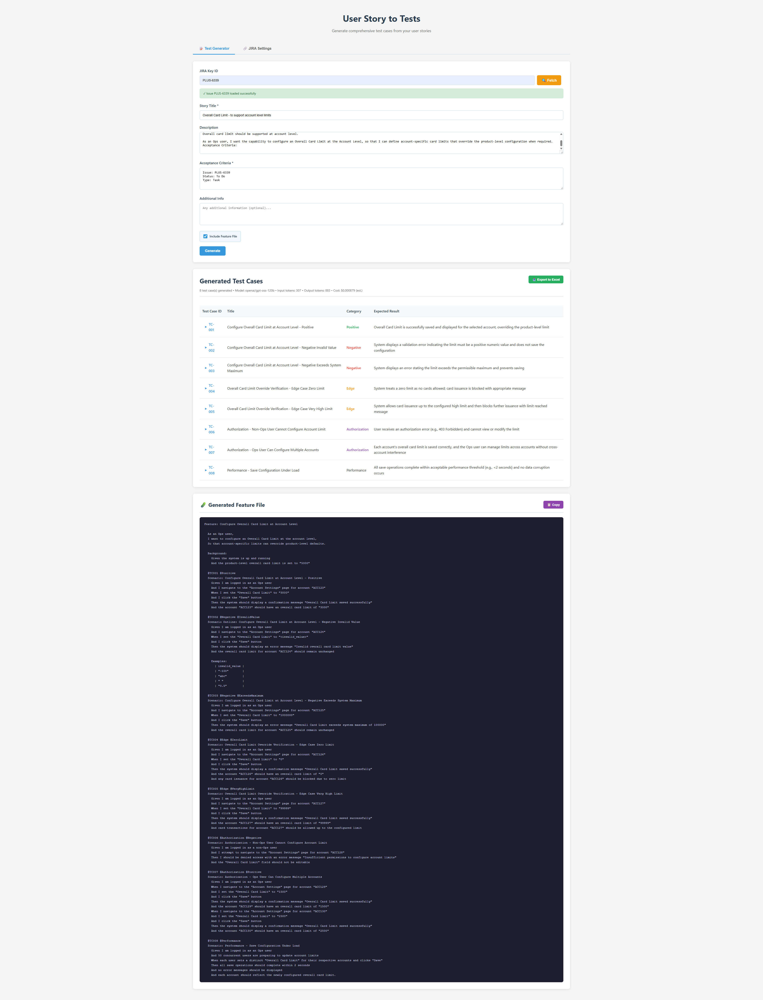 User Story to Tests
Generate comprehensive test cases from your user stories
Test Generator
JIRA Settings
JIRA Key ID
PLUS-6339
Fetch
✓ Issue PLUS-6339 loaded successfully
Story Title *
Overall Card Limit - to support account level limits
Description
Overall card limit should be supported at account level.
As an Ops user, I want the capability to configure an Overall Card Limit at the Account Level, so that I can define account-specific card limits that override the product-level configuration when required.
Acceptance Criteria:
Acceptance Criteria *
Issue: PLUS-6339
Status: To Do
Type: Task
Additional Info
Any additional information (optional)...
Include Feature File
Generate
Generated Test Cases
Export to Excel
8 test case(s) generated • Model: openai/gpt-oss-120b • Input tokens: 307 • Output tokens: 883 • Cost: $0.000879 (est.)
Test Case ID Title Category Expected Result
▶ TC-001 Configure Overall Card Limit at Account Level - Positive Positive Overall Card Limit is successfully saved and displayed for the selected account, overriding the product-level limit
▶ TC-002 Configure Overall Card Limit at Account Level - Negative Invalid Value Negative System displays a validation error indicating the limit must be a positive numeric value and does not save the
configuration
▶ TC-003 Configure Overall Card Limit at Account Level - Negative Exceeds System
Maximum Negative System displays an error stating the limit exceeds the permissible maximum and prevents saving
▶ TC-004 Overall Card Limit Override Verification - Edge Case Zero Limit Edge System treats a zero limit as no cards allowed; card issuance is blocked with appropriate message
▶ TC-005 Overall Card Limit Override Verification - Edge Case Very High Limit Edge System allows card issuance up to the configured high limit and then blocks further issuance with limit reached
message
▶ TC-006 Authorization - Non-Ops User Cannot Configure Account Limit Authorization User receives an authorization error (e.g., 403 Forbidden) and cannot view or modify the limit
▶ TC-007 Authorization - Ops User Can Configure Multiple Accounts Authorization Each account's overall card limit is saved correctly, and the Ops user can manage limits across accounts without cross-
account interference
▶ TC-008 Performance - Save Configuration Under Load Performance All save operations complete within acceptable performance threshold (e.g., <2 seconds) and no data corruption
occurs
Generated Feature File
Copy
Feature: Configure Overall Card Limit at Account Level
As an Ops user,
I want to configure an Overall Card Limit at the account level,
So that account-specific limits can override product-level defaults.
Background:
Given the system is up and running
And the product-level overall card limit is set to "5000"
@TC001 @Positive
Scenario: Configure Overall Card Limit at Account Level - Positive
Given I am logged in as an Ops user
And I navigate to the "Account Settings" page for account "ACC123"
When I set the "Overall Card Limit" to "3000"
And I click the "Save" button
Then the system should display a confirmation message "Overall Card Limit saved successfully"
And the account "ACC123" should have an overall card limit of "3000"
@TC002 @Negative @InvalidValue
Scenario Outline: Configure Overall Card Limit at Account Level - Negative Invalid Value
Given I am logged in as an Ops user
And I navigate to the "Account Settings" page for account "ACC124"
When I set the "Overall Card Limit" to "<invalid_value>"
And I click the "Save" button
Then the system should display an error message "Invalid overall card limit value"
And the overall card limit for account "ACC124" should remain unchanged
Examples:
| invalid_value |
| "-100" |
| "abc" |
| " " |
| "0.5" |
@TC003 @Negative @ExceedsMaximum
Scenario: Configure Overall Card Limit at Account Level - Negative Exceeds System Maximum
Given I am logged in as an Ops user
And I navigate to the "Account Settings" page for account "ACC125"
When I set the "Overall Card Limit" to "1000000"
And I click the "Save" button
Then the system should display an error message "Overall Card Limit exceeds system maximum of 100000"
And the overall card limit for account "ACC125" should remain unchanged
@TC004 @Edge @ZeroLimit
Scenario: Overall Card Limit Override Verification - Edge Case Zero Limit
Given I am logged in as an Ops user
And I navigate to the "Account Settings" page for account "ACC126"
When I set the "Overall Card Limit" to "0"
And I click the "Save" button
Then the system should display a confirmation message "Overall Card Limit saved successfully"
And the account "ACC126" should have an overall card limit of "0"
And any card issuance for account "ACC126" should be blocked due to zero limit
@TC005 @Edge @VeryHighLimit
Scenario: Overall Card Limit Override Verification - Edge Case Very High Limit
Given I am logged in as an Ops user
And I navigate to the "Account Settings" page for account "ACC127"
When I set the "Overall Card Limit" to "99999"
And I click the "Save" button
Then the system should display a confirmation message "Overall Card Limit saved successfully"
And the account "ACC127" should have an overall card limit of "99999"
And card transactions for account "ACC127" should be allowed up to the configured limit
@TC006 @Authorization @Negative
Scenario: Authorization - Non-Ops User Cannot Configure Account Limit
Given I am logged in as a non-Ops user
And I attempt to navigate to the "Account Settings" page for account "ACC128"
Then I should be denied access with an error message "Insufficient permissions to configure account limits"
And the "Overall Card Limit" field should not be editable
@TC007 @Authorization @Positive
Scenario: Authorization - Ops User Can Configure Multiple Accounts
Given I am logged in as an Ops user
When I navigate to the "Account Settings" page for account "ACC129"
And I set the "Overall Card Limit" to "1500"
And I click the "Save" button
Then the system should display a confirmation message "Overall Card Limit saved successfully"
And the account "ACC129" should have an overall card limit of "1500"
When I navigate to the "Account Settings" page for account "ACC130"
And I set the "Overall Card Limit" to "2500"
And I click the "Save" button
Then the system should display a confirmation message "Overall Card Limit saved successfully"
And the account "ACC130" should have an overall card limit of "2500"
@TC008 @Performance
Scenario: Performance - Save Configuration Under Load
Given I am logged in as an Ops user
And 50 concurrent users are preparing to update account limits
When each user sets a distinct "Overall Card Limit" for their respective accounts and clicks "Save"
Then all save operations should complete within 2 seconds
And no error messages should be displayed
And each account should reflect the newly configured overall card limit.